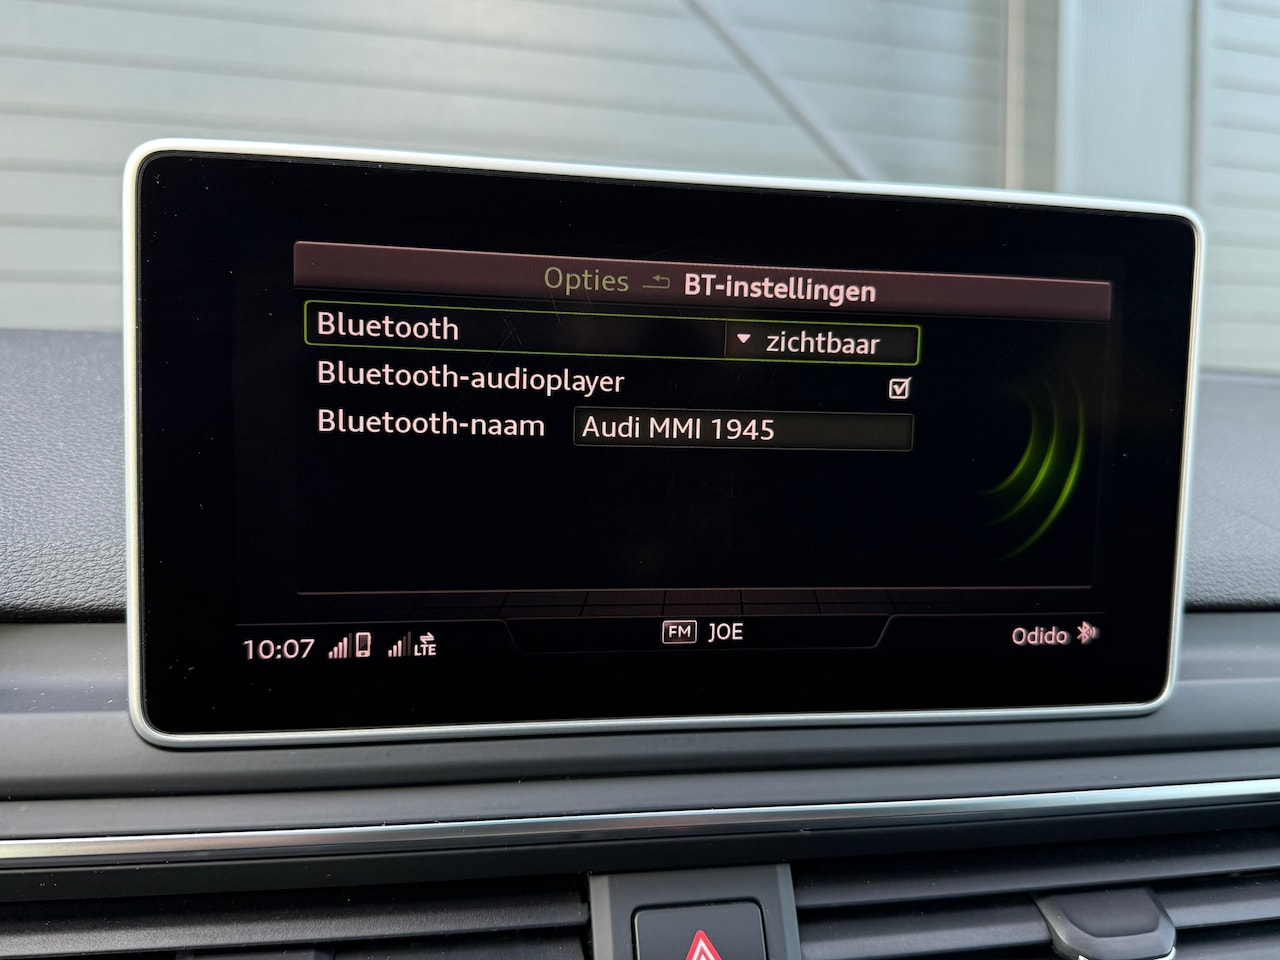 Opties BT-instellingen
Bluetooth zichtbaar
Bluetooth-audioplayer
Bluetooth-naam Audi MMI 1945
10:07 LTE FM JOE Odido